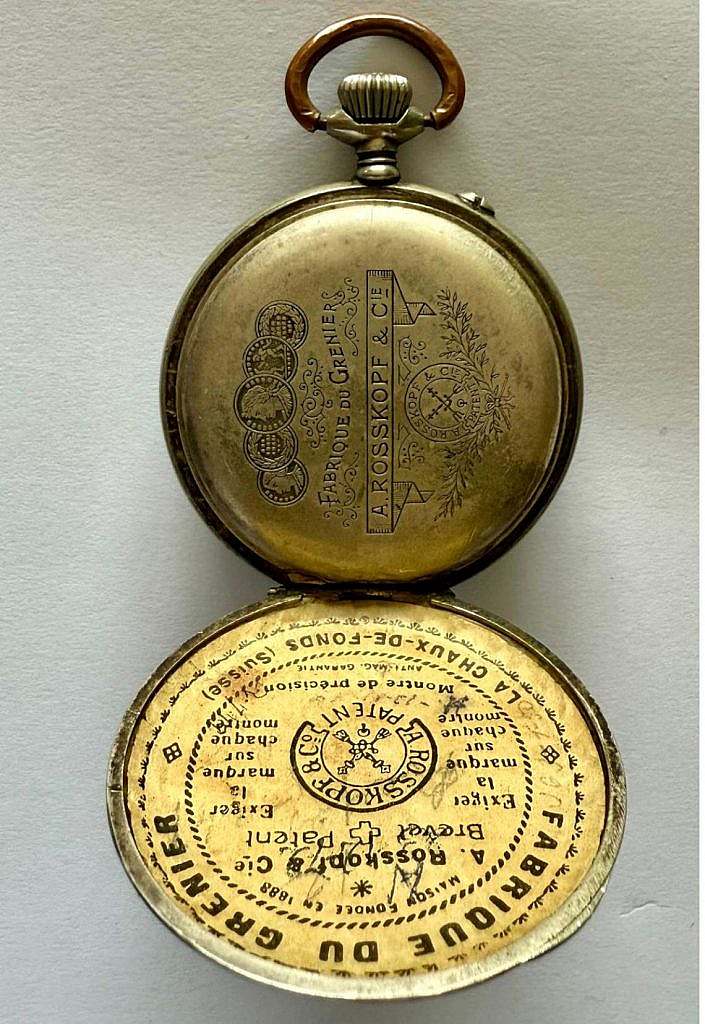 FABRIQUE DU GRENIER
A. ROSSKOPF & CIE
A. ROSSKOPF & CIE
PATENT
FABRIQUE DU GRENIER
LA CHAUX-DE-FONDS (SUISSE)
MAISON FONDÉE EN 1888
A. ROSSKOPF & Cie
Brevet Patent
Exiger
la
marque
sur
chaque
montre
A. ROSSKOPF & Co
PATENT
Exiger
la
marque
sur
chaque
montre
Montre de précision
ANTI-MAG. GARANTIE